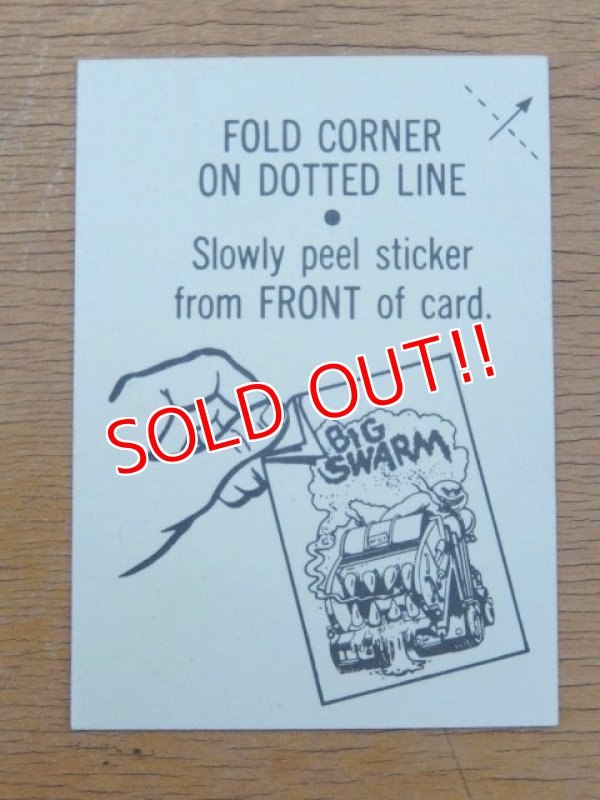 FOLD CORNER
ON DOTTED LINE
•
Slowly peel sticker
from FRONT of card.
SOLD OUT!!
BIG
SWARM